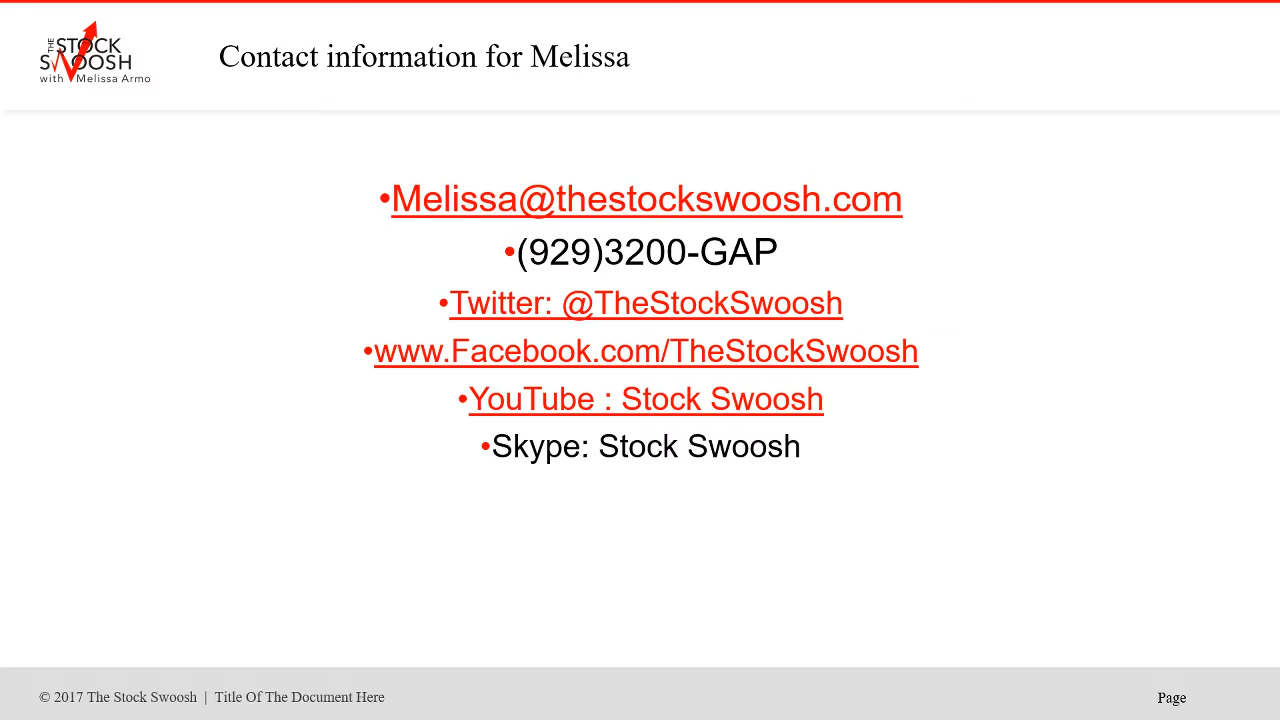 THE STOCK
SWOOSH
with Melissa Armo
Contact information for Melissa
•Melissa@thestockswoosh.com
•(929)3200-GAP
•Twitter: @TheStockSwoosh
•www.Facebook.com/TheStockSwoosh
•YouTube : Stock Swoosh
•Skype: Stock Swoosh
© 2017 The Stock Swoosh | Title Of The Document Here
Page